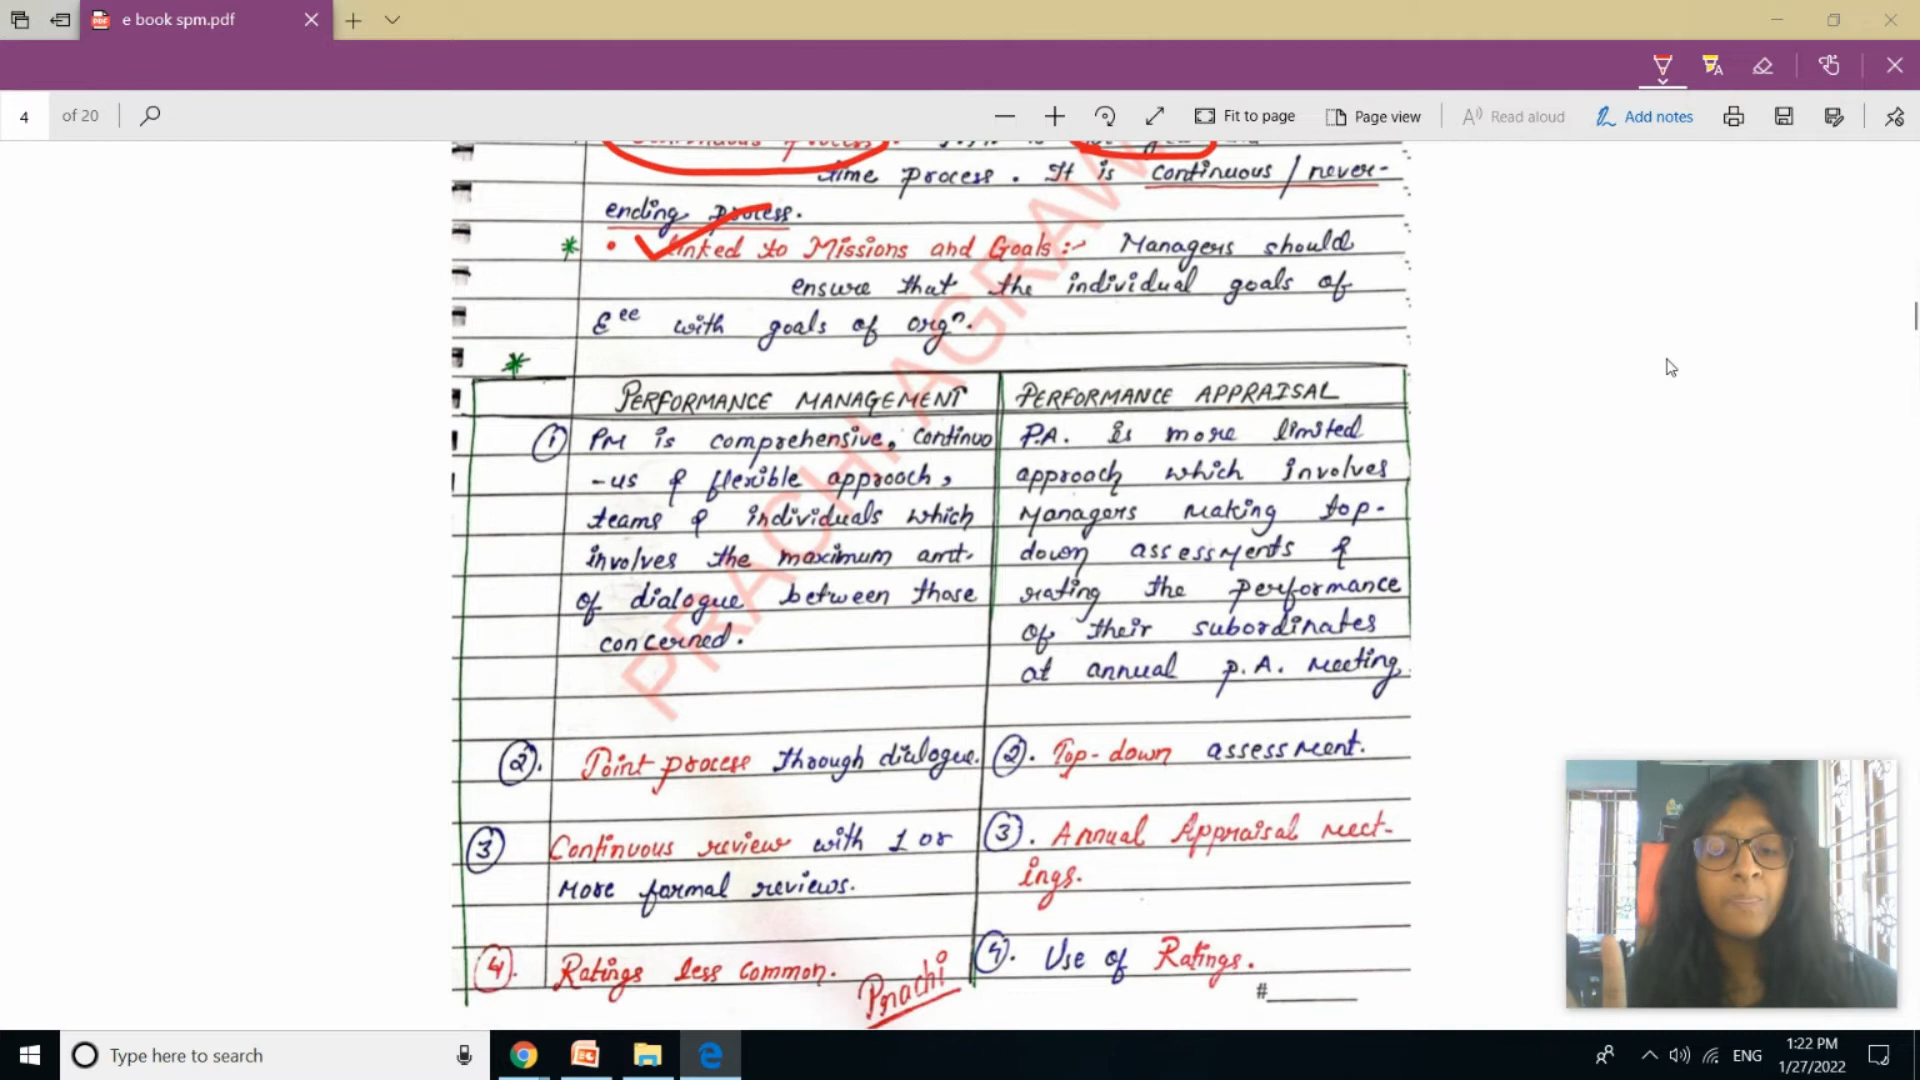 e book spm.pdf
4 of 20
Fit to page
Page view
Read aloud
Add notes
Continuous process
time process. It is continuous / never-
ending process.
* • Linked to Missions and Goals :- Managers should
ensure that the individual goals of
Eee with goals of orgn.
*
PERFORMANCE MANAGEMENT PERFORMANCE APPRAISAL
① PM is comprehensive, continuo
-us & flexible approach,
teams & individuals which
involves the maximum amt.
of dialogue between those
concerned.
P.A. is more limited
approach which involves
Managers making top-
down assessments &
rating the performance
of their subordinates
at annual P.A. meeting.
②. Joint process through dialogue.
②. Top-down assessment.
③ Continuous review with 1 or
more formal reviews.
③. Annual Appraisal meet-
ings.
④. Ratings less common.
④. Use of Ratings.
Prachi
#
PRACHI AGRAW
Type here to search
ENG
1:22 PM
1/27/2022